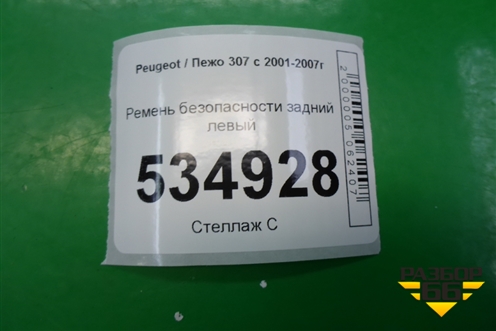 Peugeot / Пежо 307 с 2001-2007г
Ремень безопасности задний
левый
534928
Стеллаж С
2000005062407
РАЗБОР
66